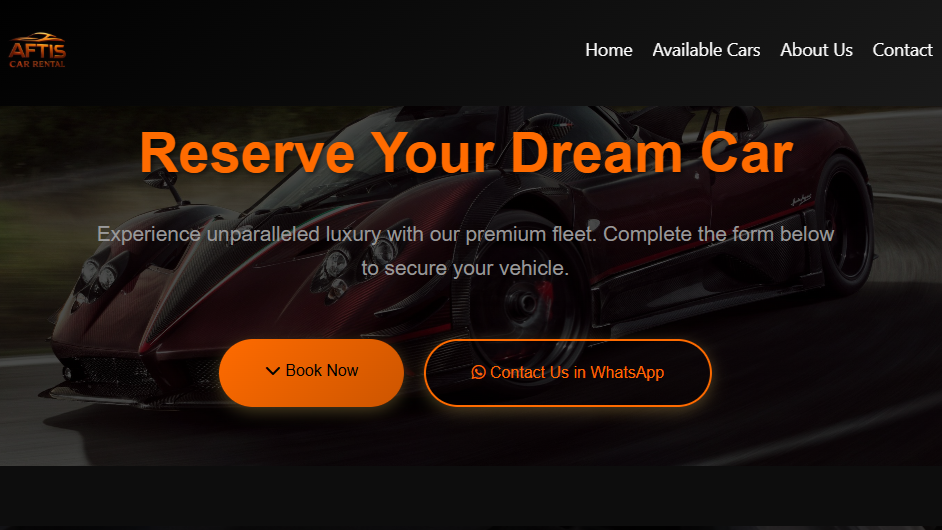 AFTIS
CAR RENTAL
Home Available Cars About Us Contact
Reserve Your Dream Car
Experience unparalleled luxury with our premium fleet. Complete the form below
to secure your vehicle.
Book Now
Contact Us in WhatsApp